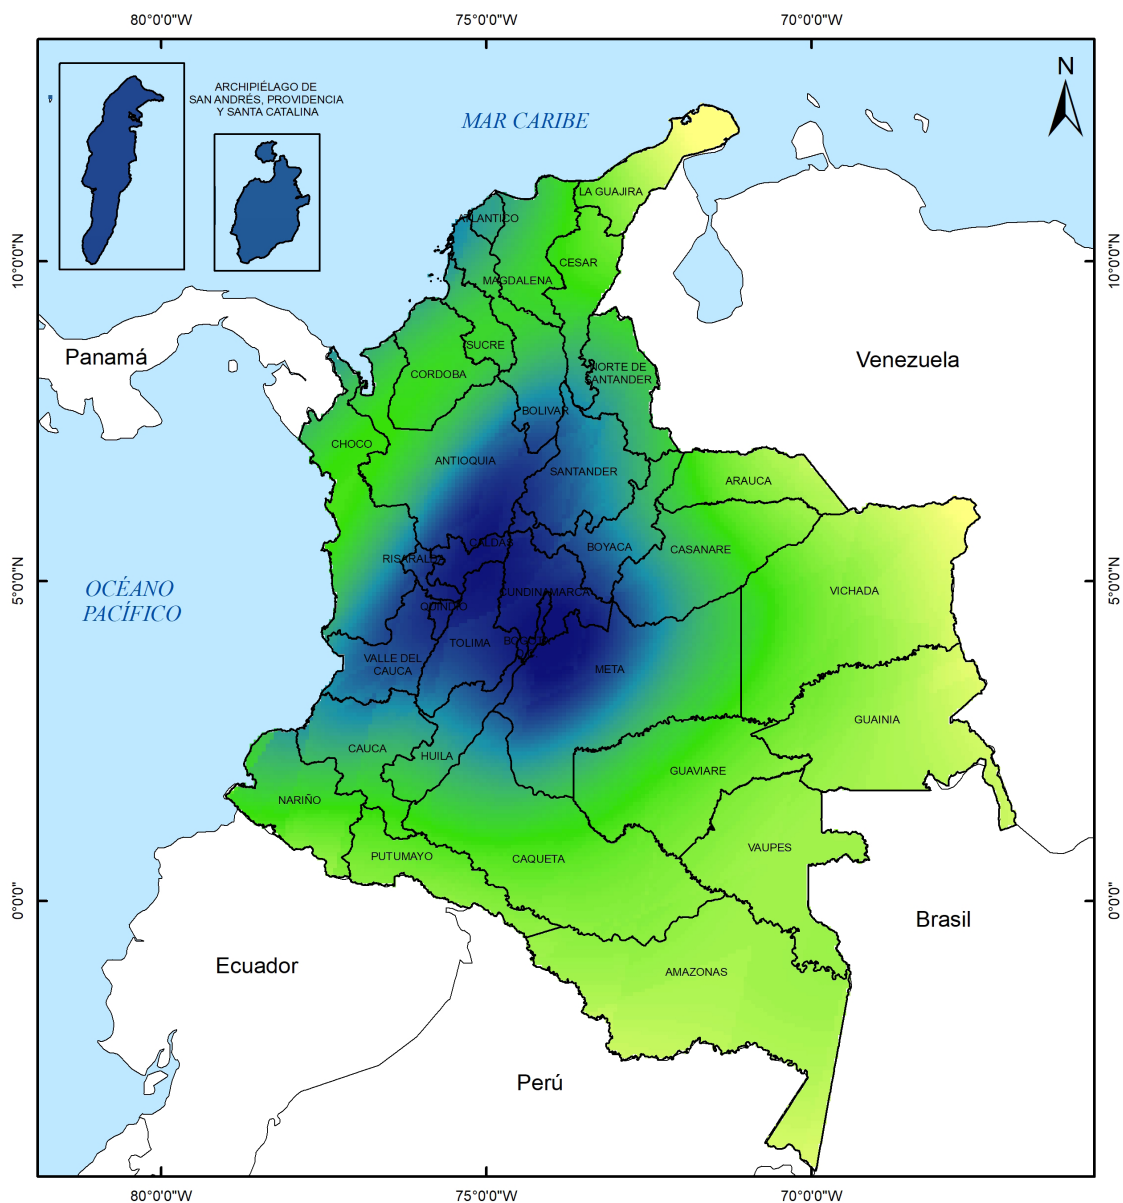 80°0'0"W
75°0'0"W
70°0'0"W
ARCHIPIÉLAGO DE
SAN ANDRÉS, PROVIDENCIA
Y SANTA CATALINA
MAR CARIBE
N
LA GUAJIRA
ATLANTICO
10°0'0"N
10°0'0"N
CESAR
MAGDALENA
Panamá
SUCRE
Venezuela
NORTE DE
SANTANDER
CORDOBA
BOLIVAR
CHOCO
ANTIOQUIA
SANTANDER
ARAUCA
CALDAS
BOYACA
CASANARE
RISARALDA
5°0'0"N
5°0'0"N
OCÉANO
PACÍFICO
CUNDINAMARCA
VICHADA
QUINDIO
TOLIMA
BOGOTA
D.C.
VALLE DEL
CAUCA
META
GUAINIA
CAUCA
HUILA
GUAVIARE
NARIÑO
VAUPES
PUTUMAYO
CAQUETA
0°0'0"
0°0'0"
Brasil
Ecuador
AMAZONAS
Perú
80°0'0"W
75°0'0"W
70°0'0"W